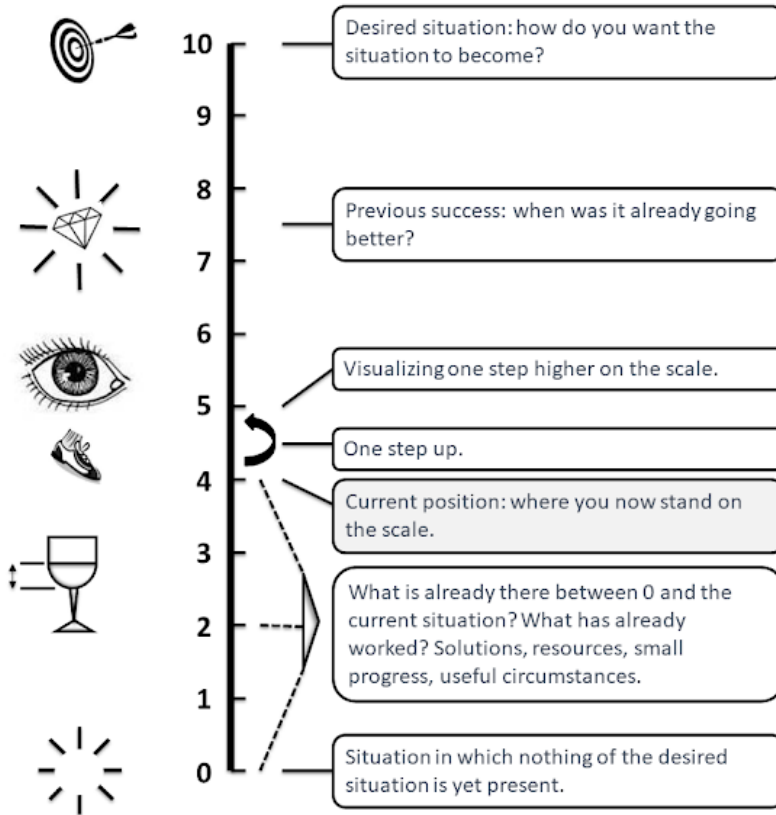 10
Desired situation: how do you want the
situation to become?
9
8
Previous success: when was it already going
better?
7
6
Visualizing one step higher on the scale.
5
One step up.
4
Current position: where you now stand on
the scale.
3
What is already there between 0 and the
current situation? What has already
worked? Solutions, resources, small
progress, useful circumstances.
2
1
0
Situation in which nothing of the desired
situation is yet present.